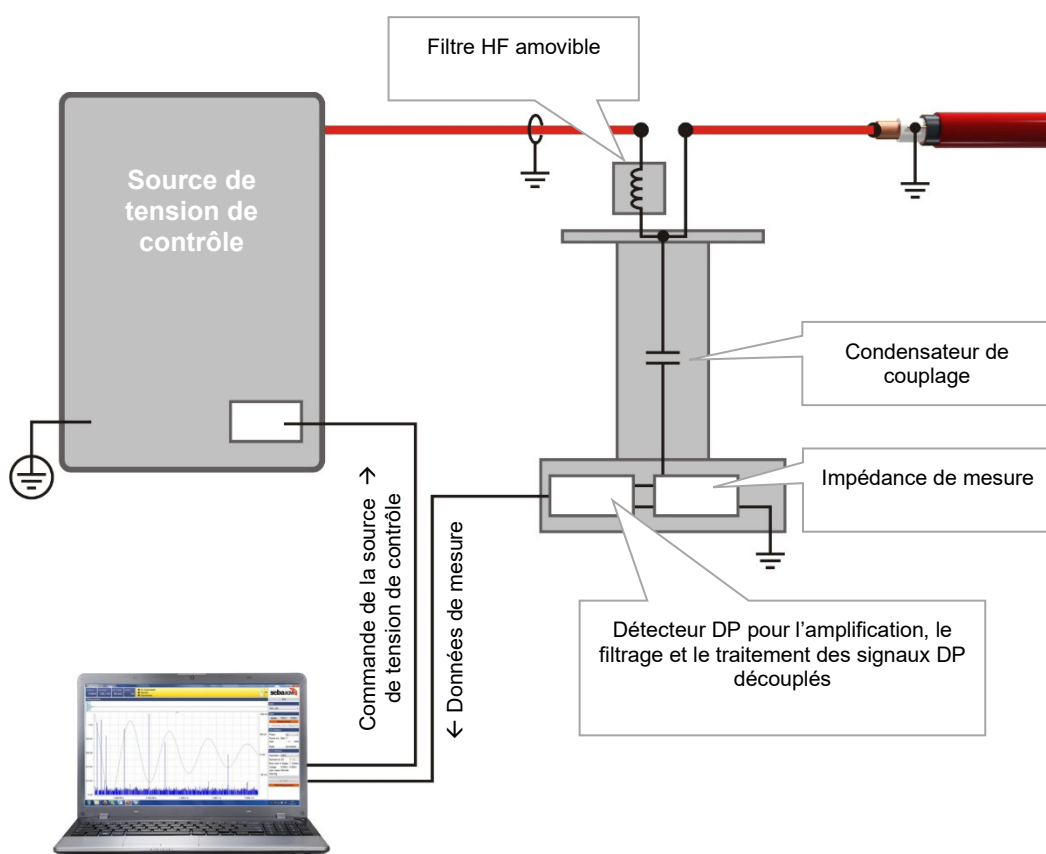 Filtre HF amovible
Source de
tension de
contrôle
Condensateur de
couplage
Impédance de mesure
Commande de la source →
de tension de contrôle
← Données de mesure
Détecteur DP pour l’amplification, le
filtrage et le traitement des signaux DP
découplés
seba